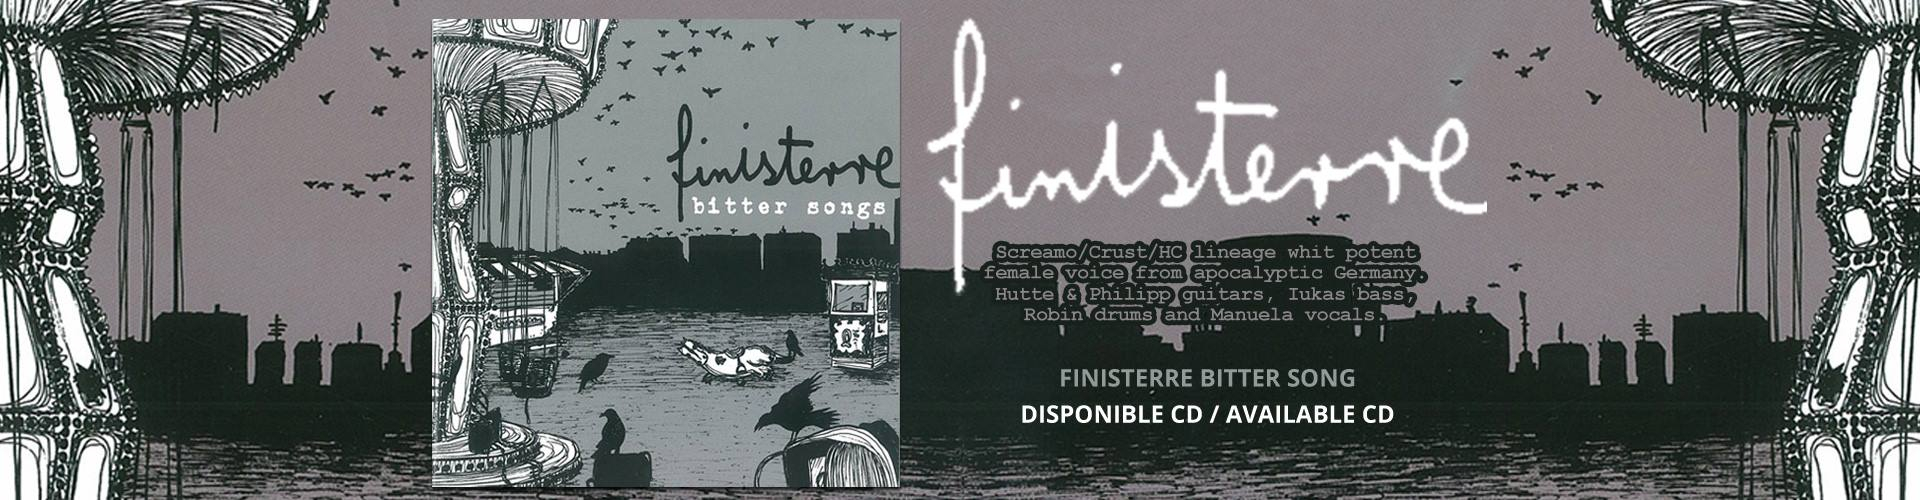 finisterre
bitter songs
finisterre
Screamo/Crust/HC lineage whit potent
female voice from apocalyptic Germany.
Hutte & Philipp guitars, Iukas bass,
Robin drums and Manuela vocals.
FINISTERRE BITTER SONG
DISPONIBLE CD / AVAILABLE CD